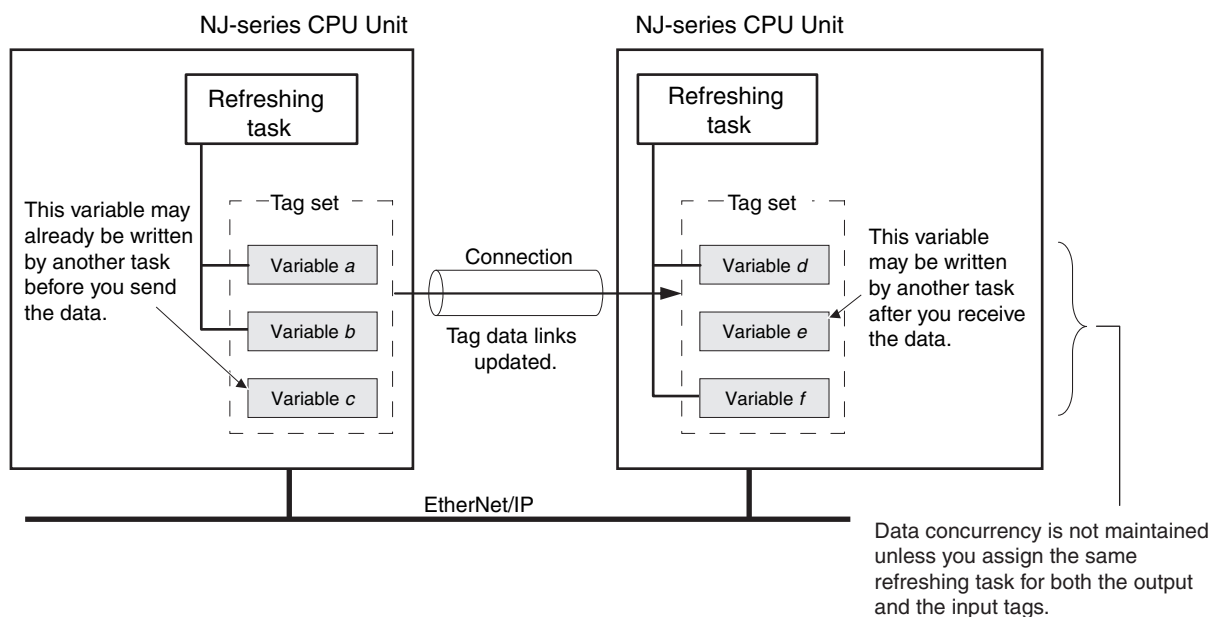 NJ-series CPU Unit
NJ-series CPU Unit
Refreshing
task
Refreshing
task
This variable may
already be written
by another task
before you send
the data.
Tag set
Variable a
Variable b
Variable c
Connection
Tag data links
updated.
Tag set
Variable d
Variable e
Variable f
This variable
may be written
by another task
after you receive
the data.
EtherNet/IP
Data concurrency is not maintained
unless you assign the same
refreshing task for both the output
and the input tags.